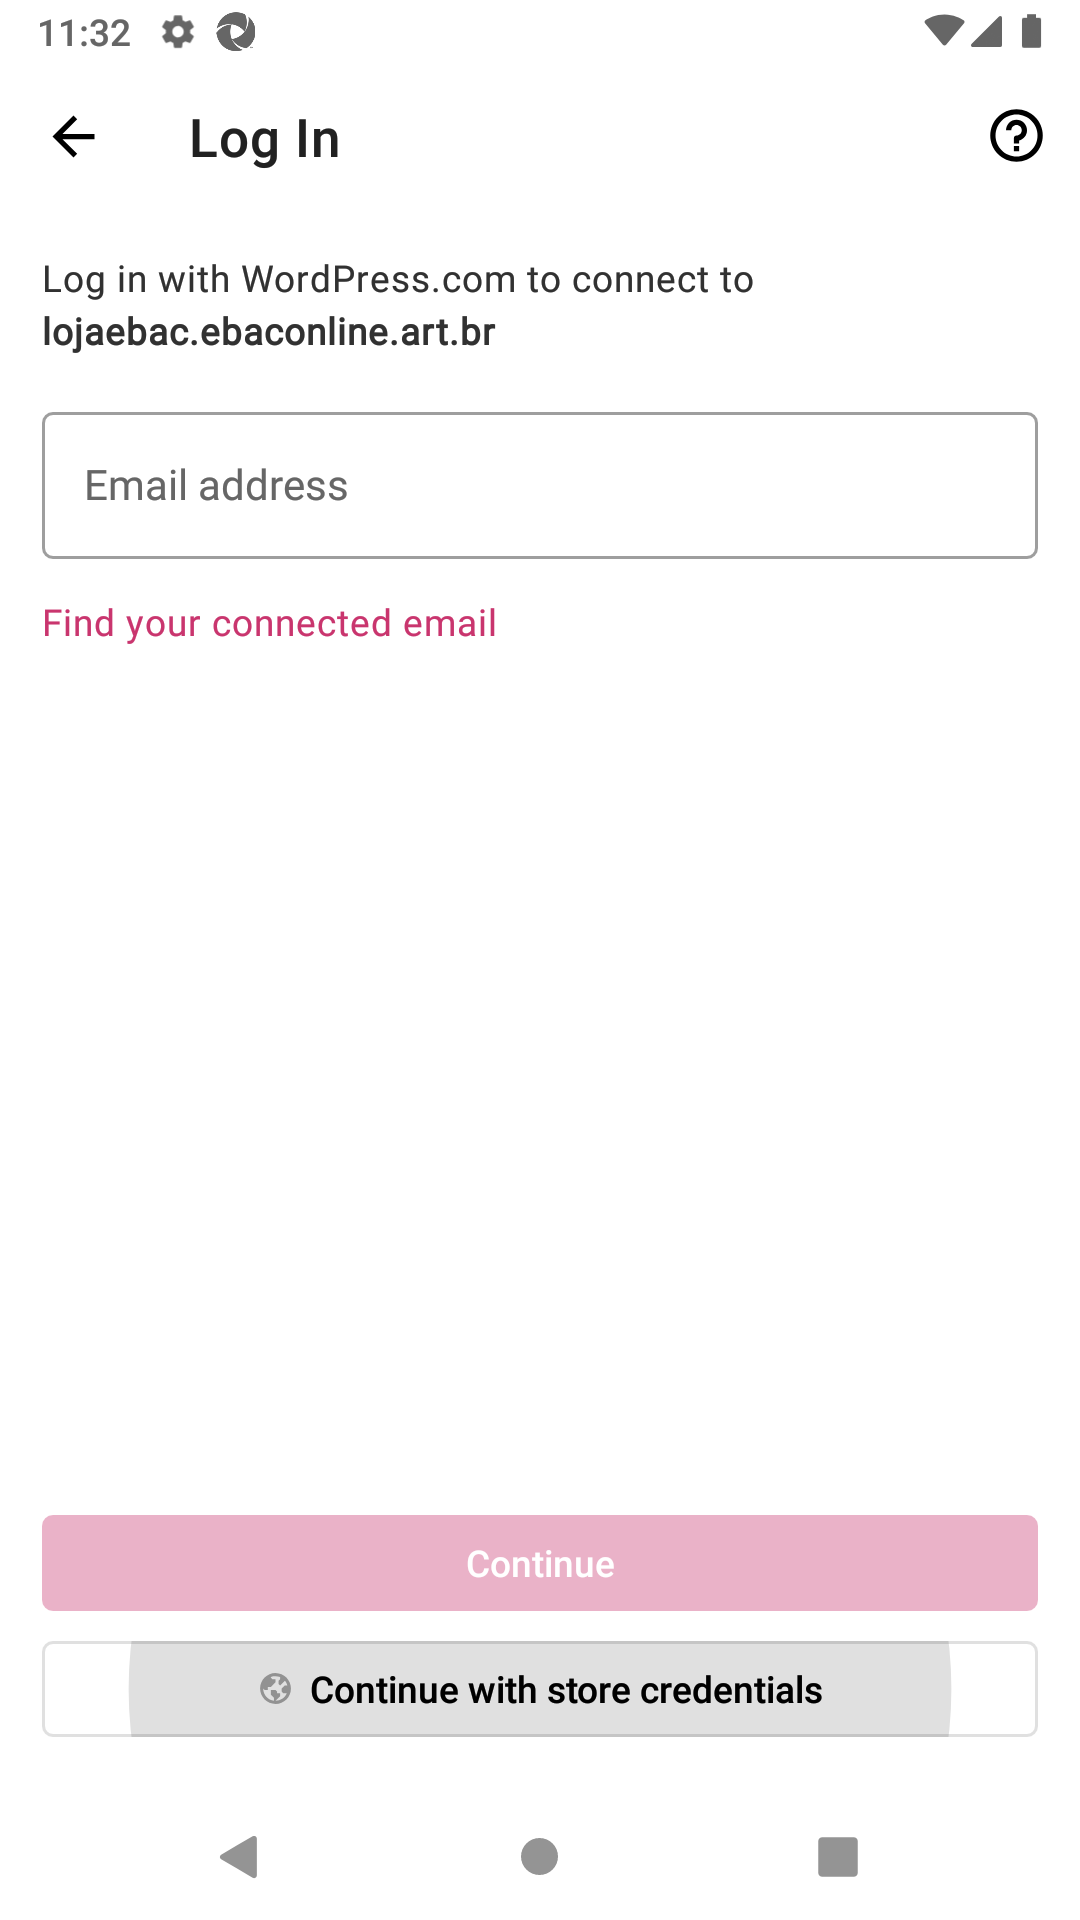 11:32
Log In
Log in with WordPress.com to connect to
lojaebac.ebaconline.art.br
Email address
Find your connected email
Continue
Continue with store credentials